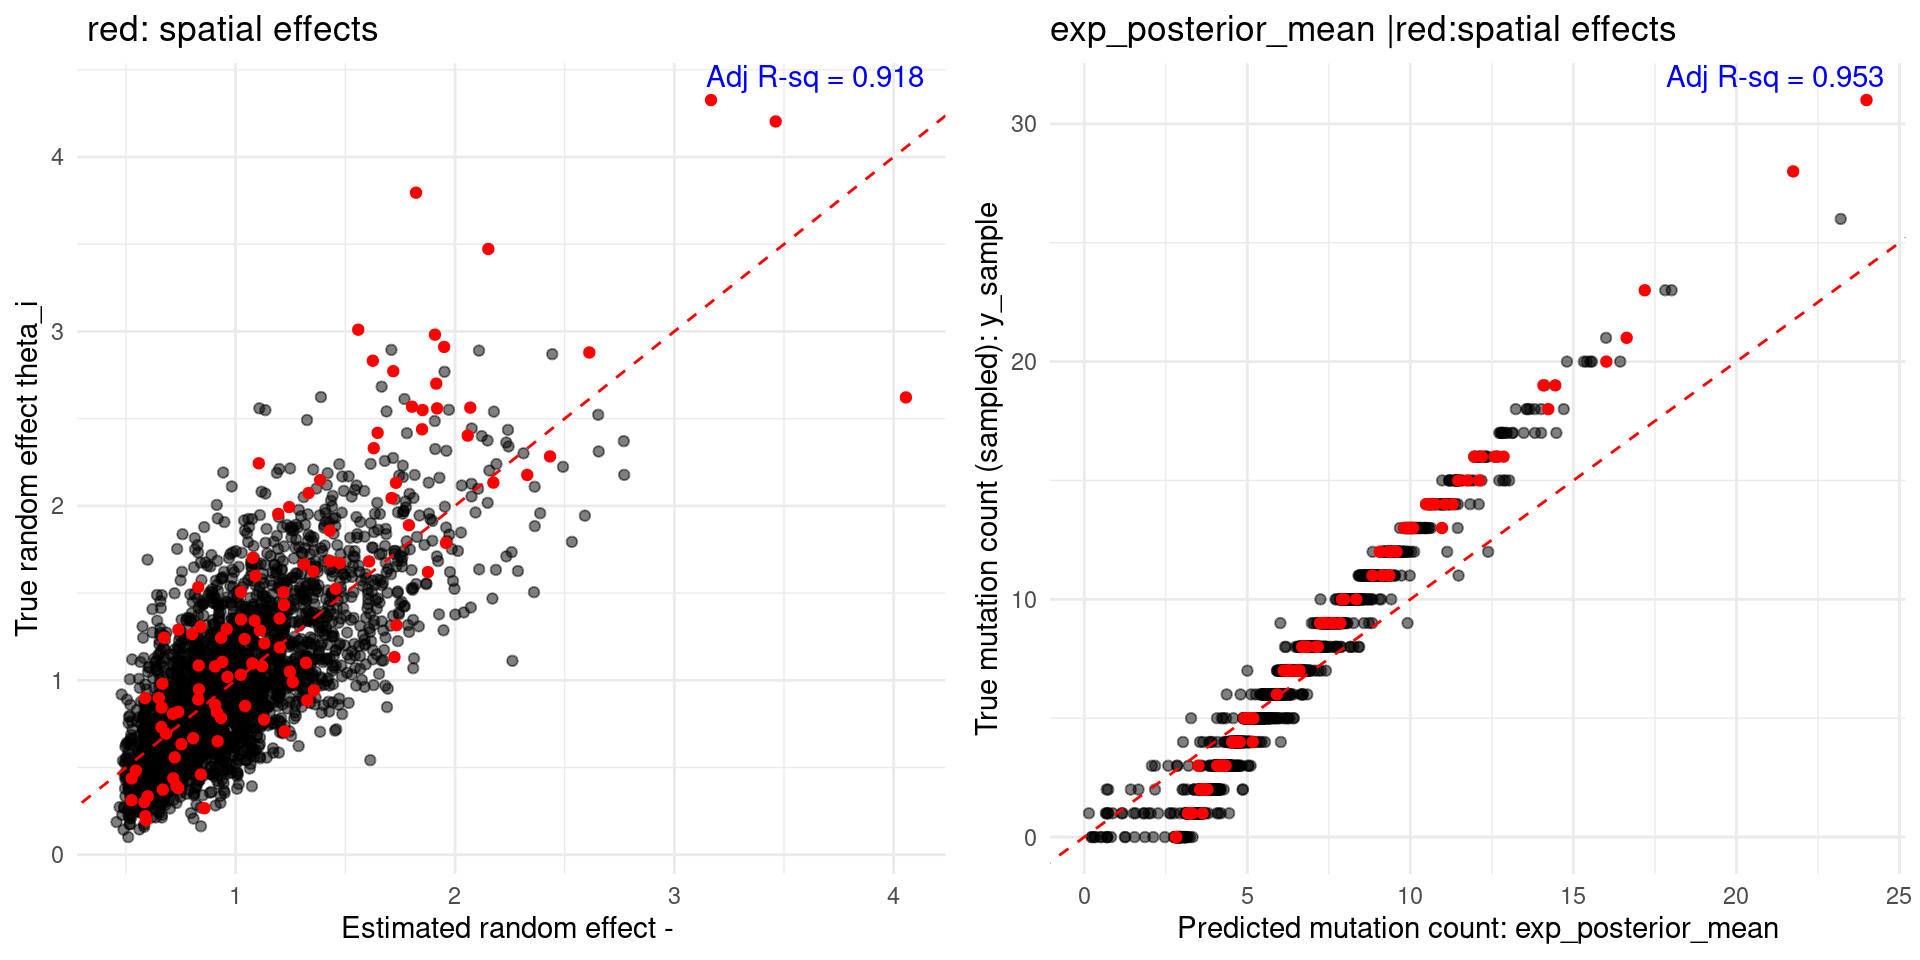 red: spatial effects
Adj R-sq = 0.918
True random effect theta_i
4
3
2
1
0
1
2
3
4
Estimated random effect -
exp_posterior_mean |red:spatial effects
Adj R-sq = 0.953
True mutation count (sampled): y_sample
30
20
10
0
0
5
10
15
20
25
Predicted mutation count: exp_posterior_mean